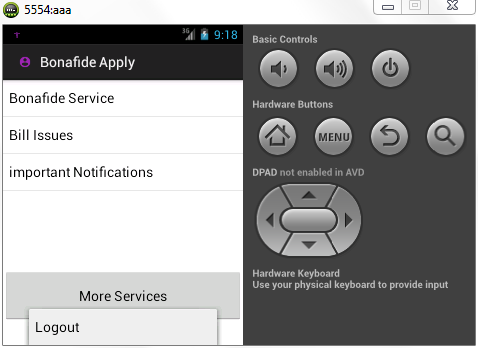 5554:aaa
3G 9:18
Bonafide Apply
Bonafide Service
Bill Issues
important Notifications
More Services
Logout
Basic Controls
Hardware Buttons
MENU
DPAD not enabled in AVD
Hardware Keyboard
Use your physical keyboard to provide input